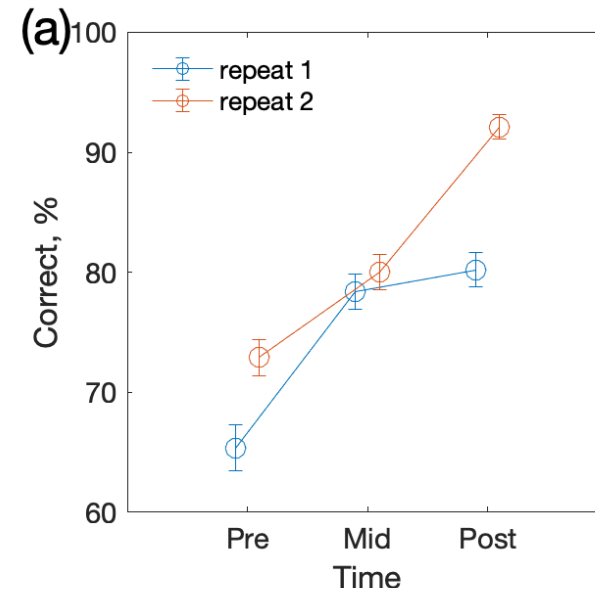 (a)
100
90
80
70
60
Correct, %
repeat 1
repeat 2
Pre Mid Post
Time